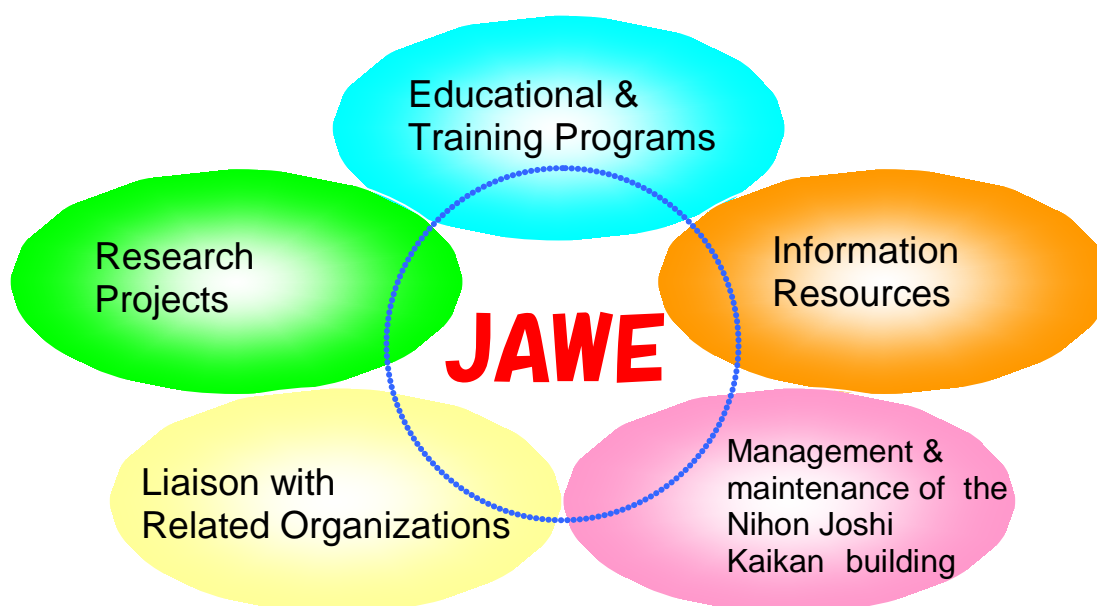 Educational &
Training Programs
Research
Projects
Information
Resources
JAWE
Liaison with
Related Organizations
Management &
maintenance of the
Nihon Joshi
Kaikan building